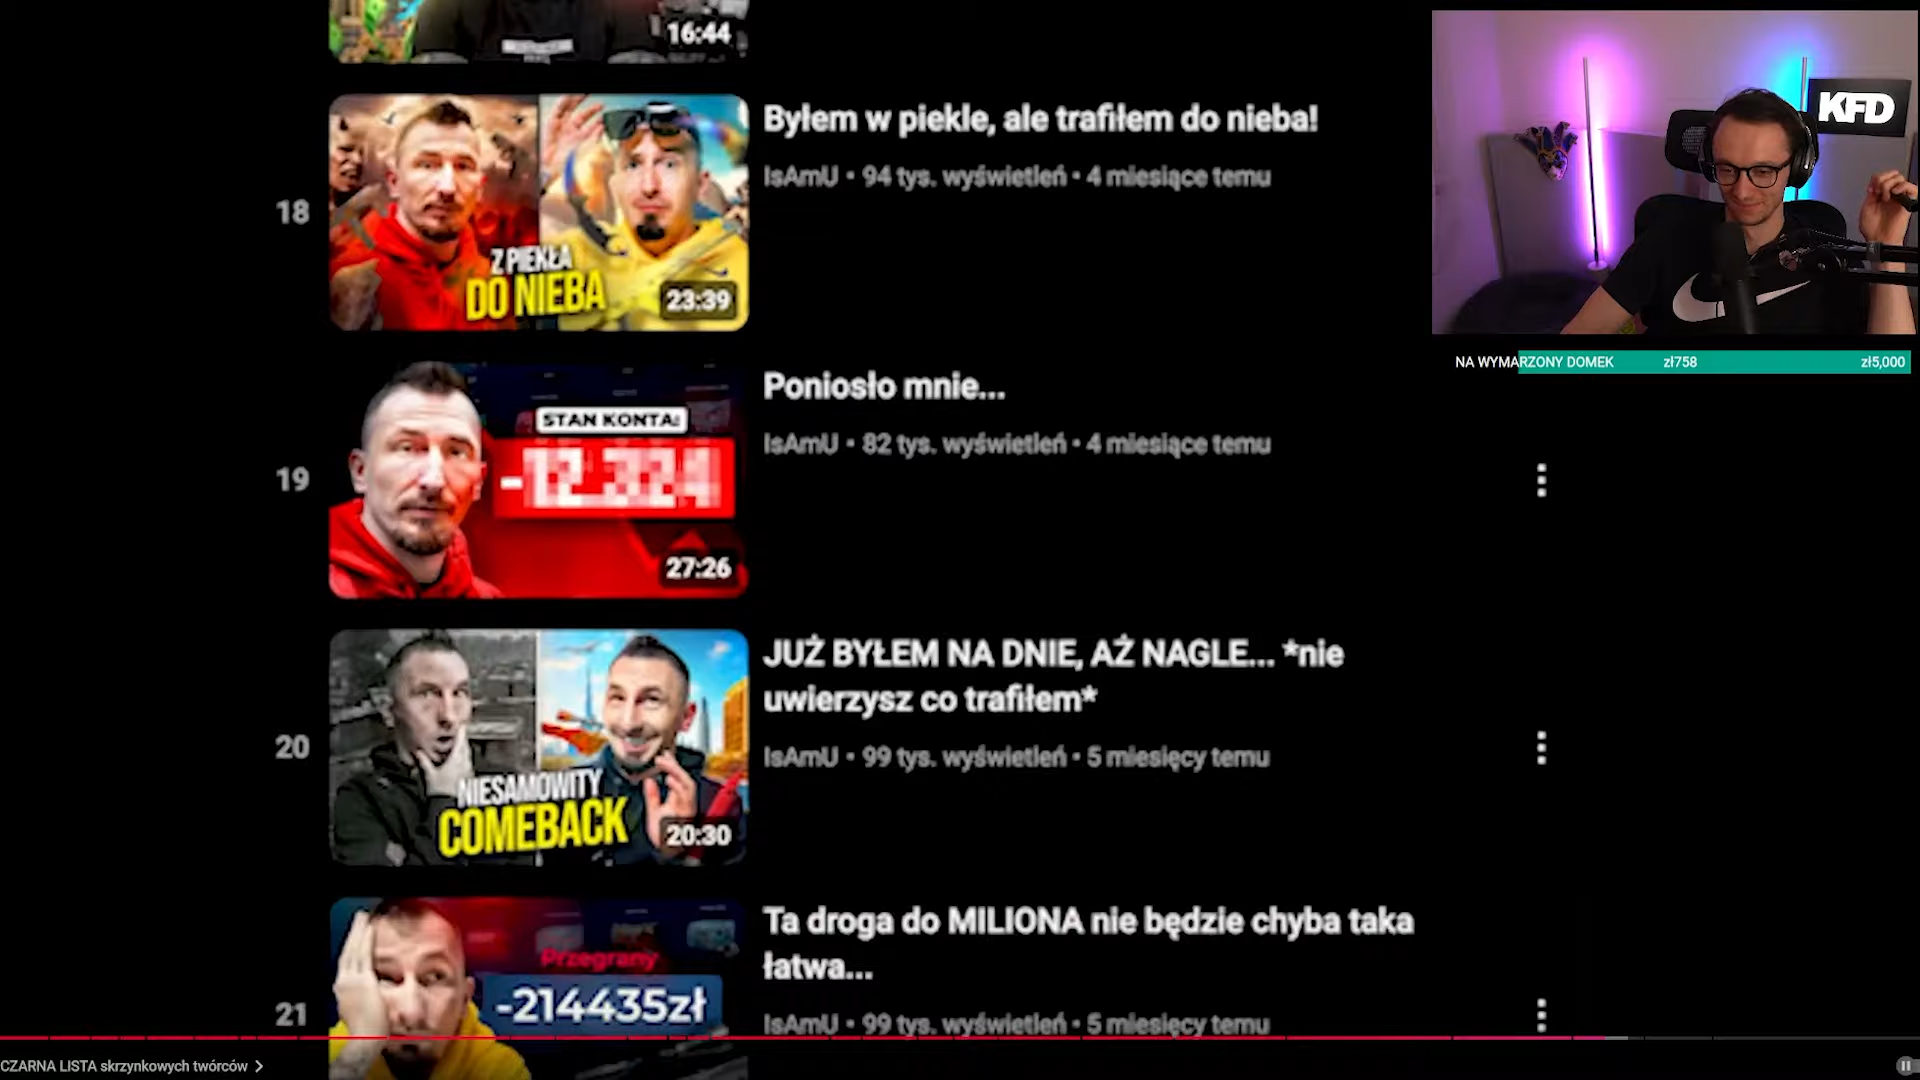 16:44
KFD
18
Byłem w piekle, ale trafiłem do nieba!
IsAmU • 94 tys. wyświetleń • 4 miesiące temu
Z PIEKŁA
DO NIEBA
23:39
NA WYMARZONY DOMEK zł758 zł5,000
19
Poniosło mnie...
IsAmU • 82 tys. wyświetleń • 4 miesiące temu
STAN KONTA:
-12.324
27:26
20
JUŻ BYŁEM NA DNIE, AŻ NAGLE... *nie
uwierzysz co trafiłem*
IsAmU • 99 tys. wyświetleń • 5 miesięcy temu
NIESAMOWITY
COMEBACK
20:30
21
Ta droga do MILIONA nie będzie chyba taka
łatwa...
IsAmU • 99 tys. wyświetleń • 5 miesięcy temu
Przegrany
-214435zł
CZARNA LISTA skrzynkowych twórców